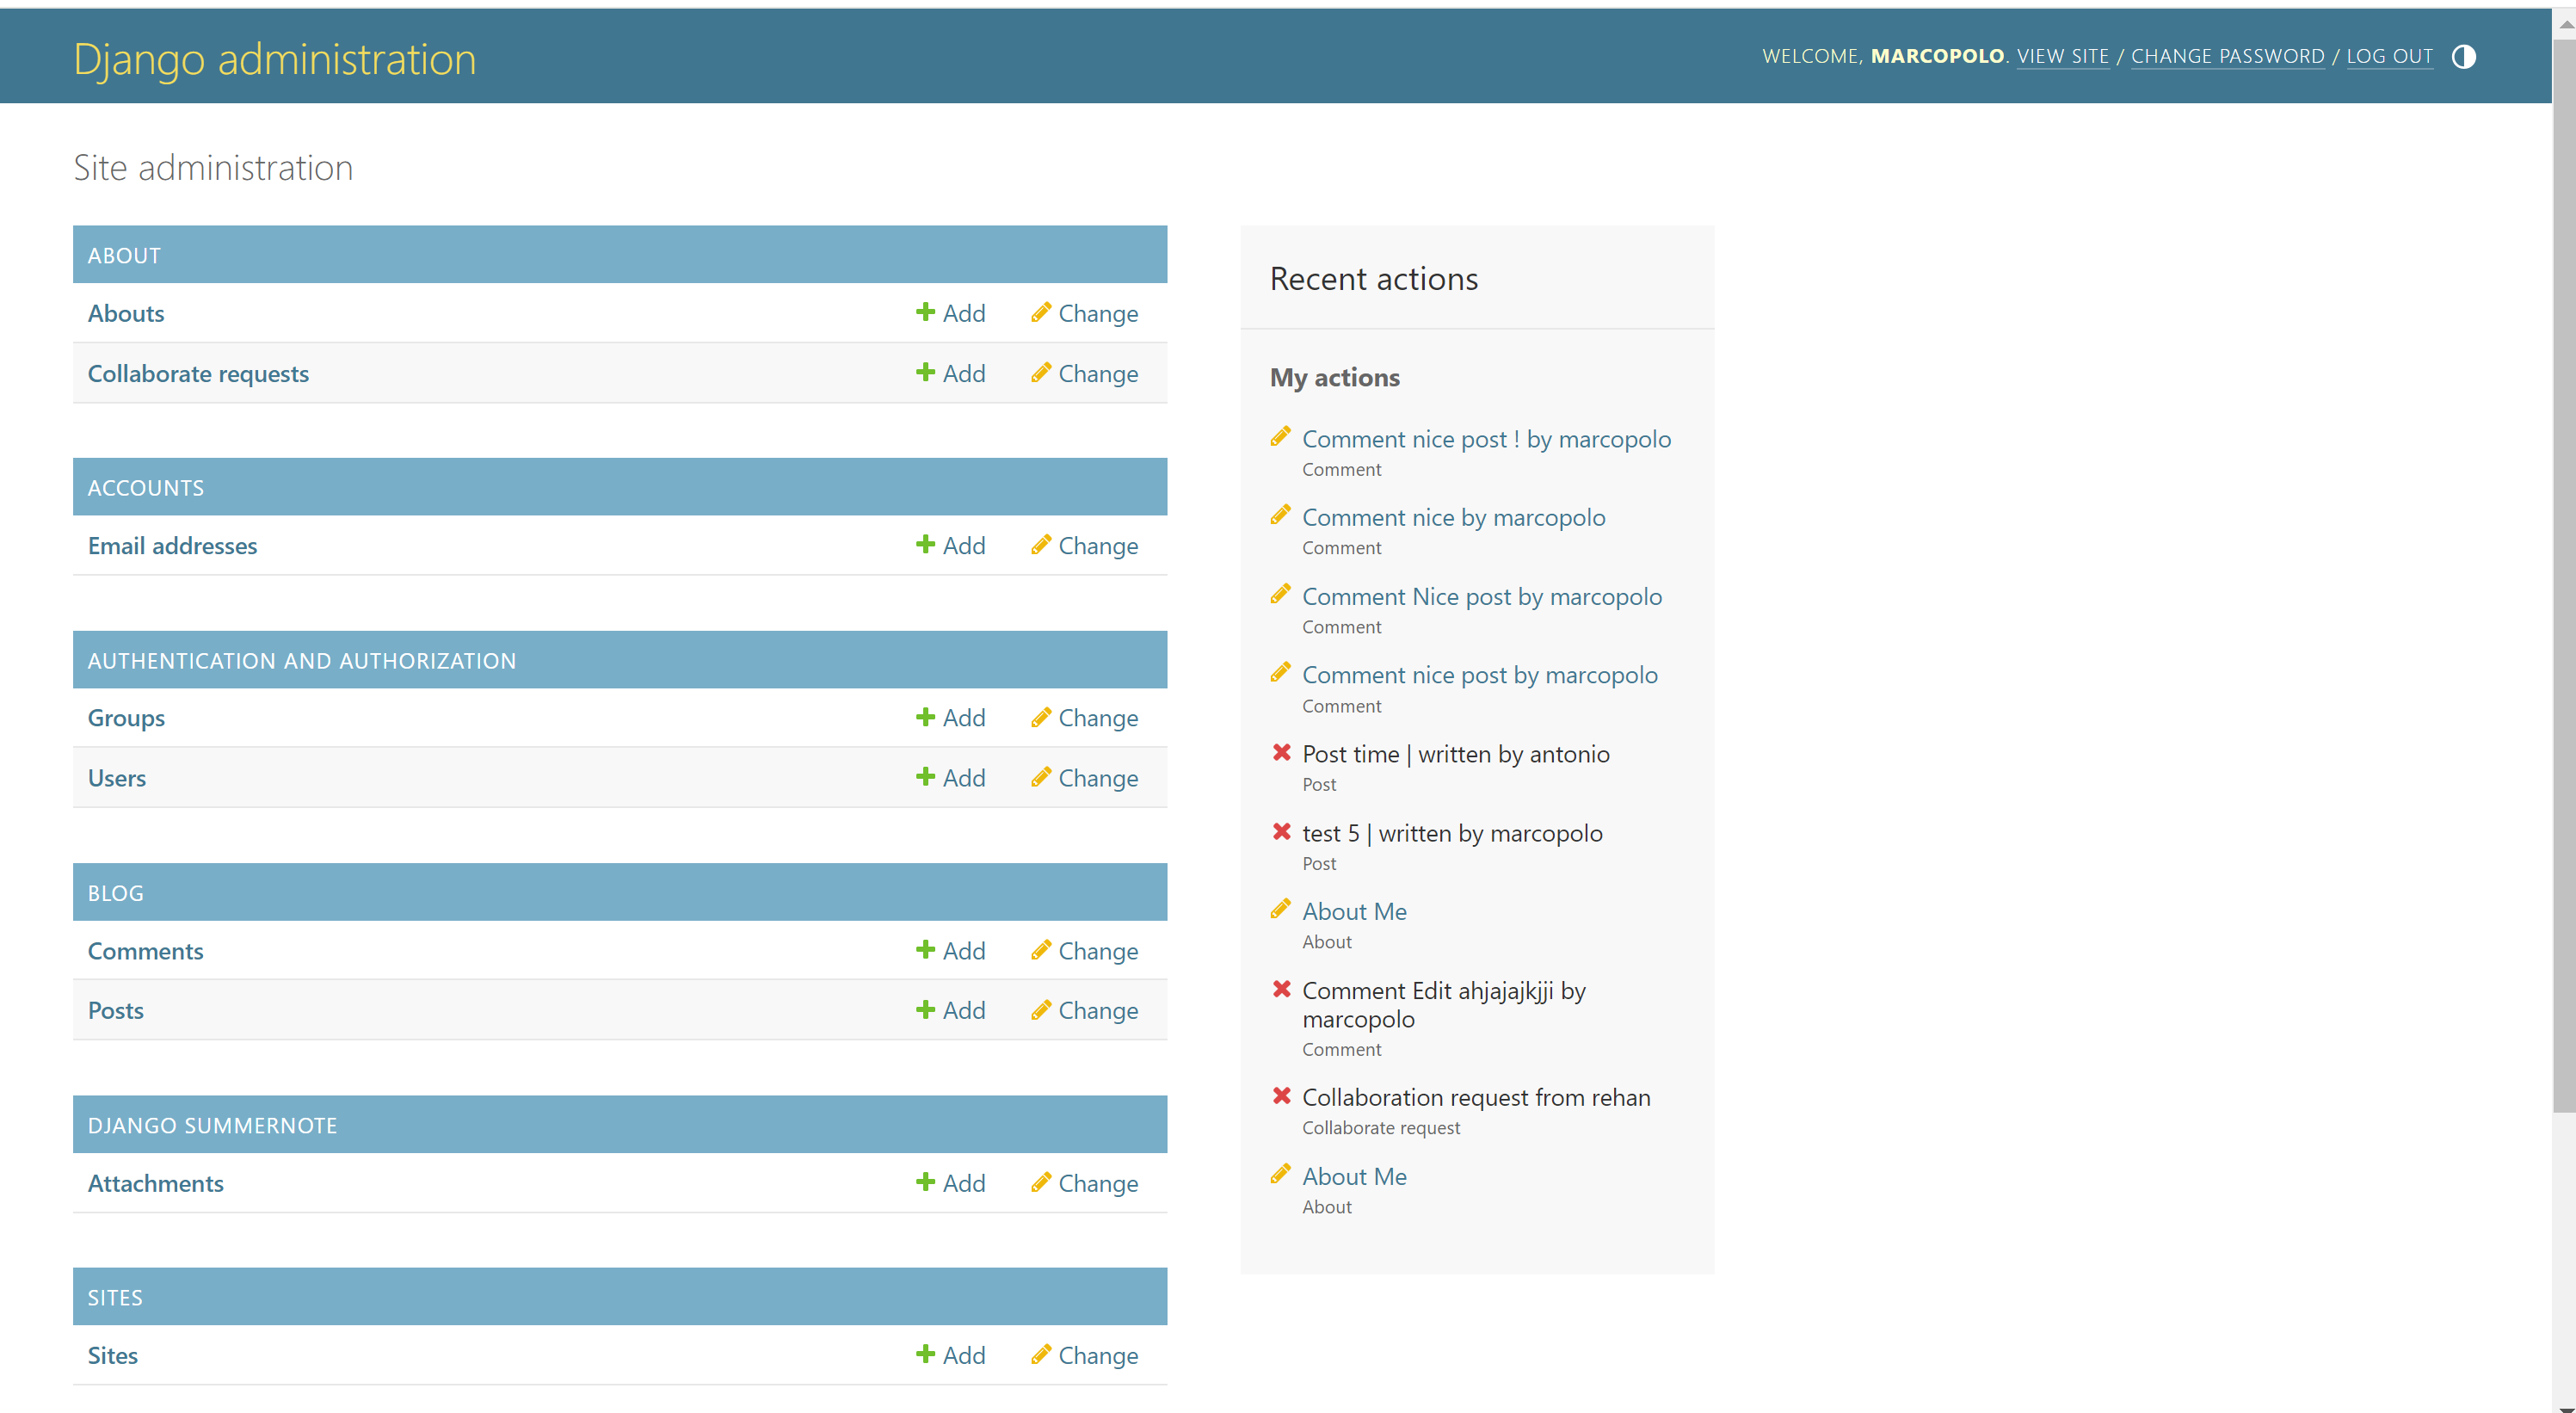 Django administration
WELCOME, MARCOPOLO. VIEW SITE / CHANGE PASSWORD / LOG OUT
Site administration
ABOUT
Abouts Add Change
Collaborate requests Add Change
ACCOUNTS
Email addresses Add Change
AUTHENTICATION AND AUTHORIZATION
Groups Add Change
Users Add Change
BLOG
Comments Add Change
Posts Add Change
DJANGO SUMMERNOTE
Attachments Add Change
SITES
Sites Add Change
Recent actions
My actions
Comment nice post ! by marcopolo
Comment
Comment nice by marcopolo
Comment
Comment Nice post by marcopolo
Comment
Comment nice post by marcopolo
Comment
Post time | written by antonio
Post
test 5 | written by marcopolo
Post
About Me
About
Comment Edit ahjajajkjji by
marcopolo
Comment
Collaboration request from rehan
Collaborate request
About Me
About